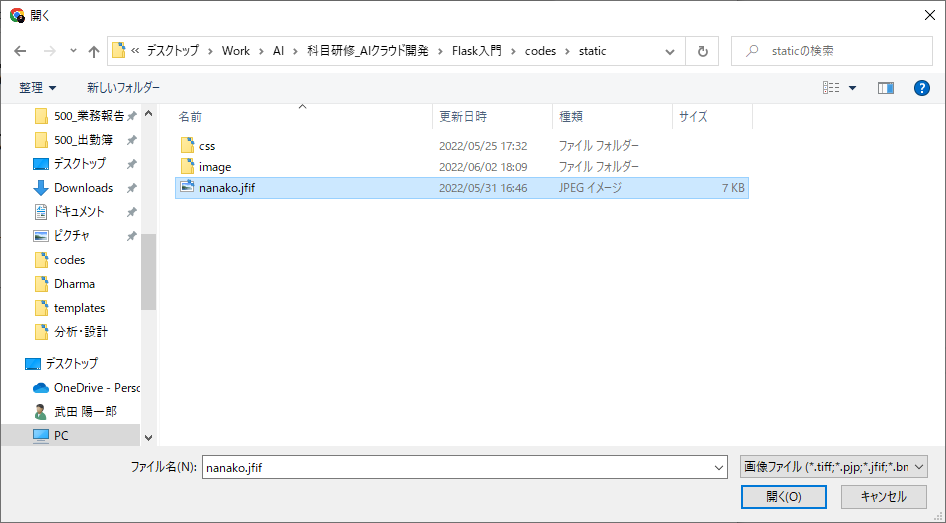 開く
« デスクトップ › Work › AI › 科目研修_AIクラウド開発 › Flask入門 › codes › static
staticの検索
整理 新しいフォルダー
名前 更新日時 種類 サイズ
500_業務報告
500_出勤簿
デスクトップ
Downloads
ドキュメント
ピクチャ
codes
Dharma
templates
分析・設計
デスクトップ
OneDrive - Perso
武田 陽一郎
PC
css 2022/05/25 17:32 ファイル フォルダー
image 2022/06/02 18:09 ファイル フォルダー
nanako.jfif 2022/05/31 16:46 JPEG イメージ 7 KB
ファイル名(N): nanako.jfif 画像ファイル (*.tiff;*.pjp;*.jfif;*.bn
開く(O) キャンセル